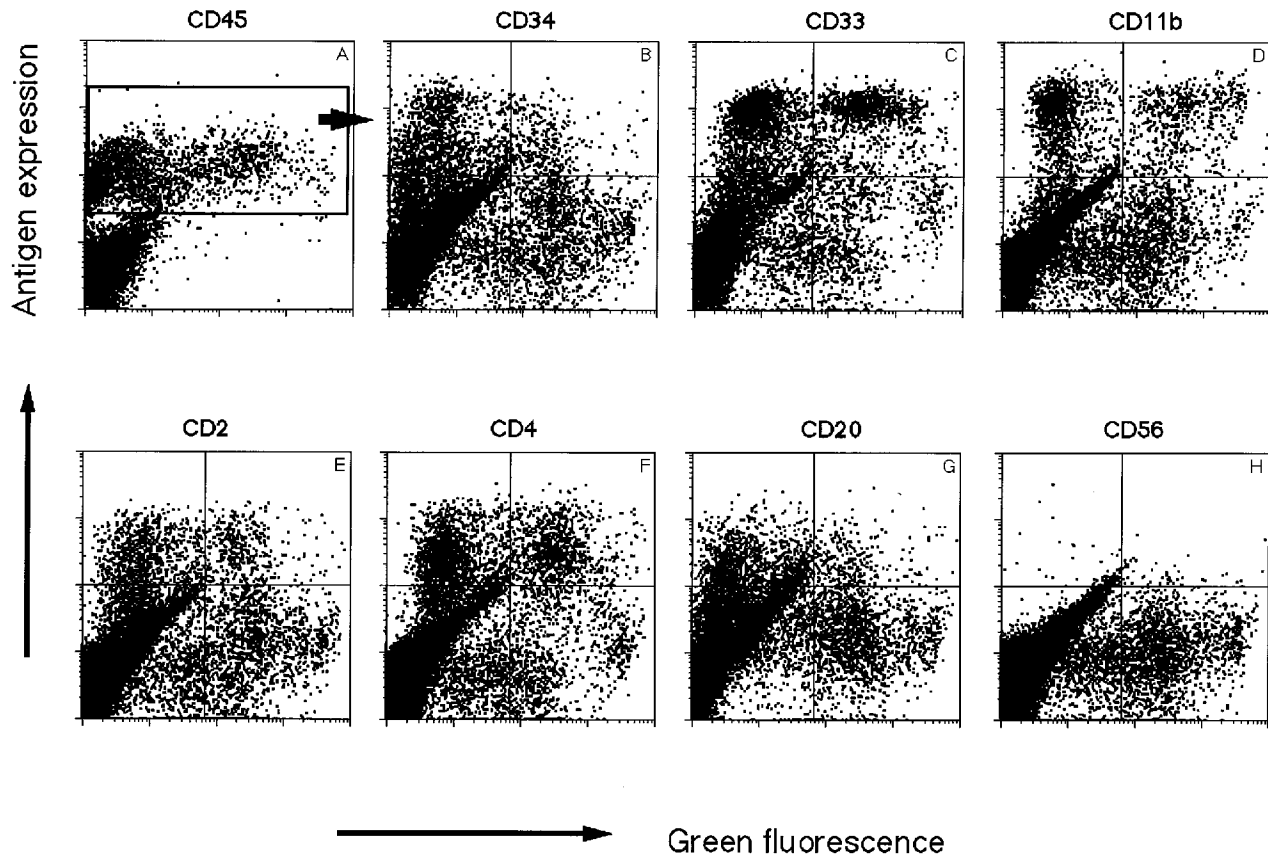 CD45
CD34
CD33
CD11b
A
B
C
D
Antigen expression
CD2
CD4
CD20
CD56
E
F
G
H
Green fluorescence